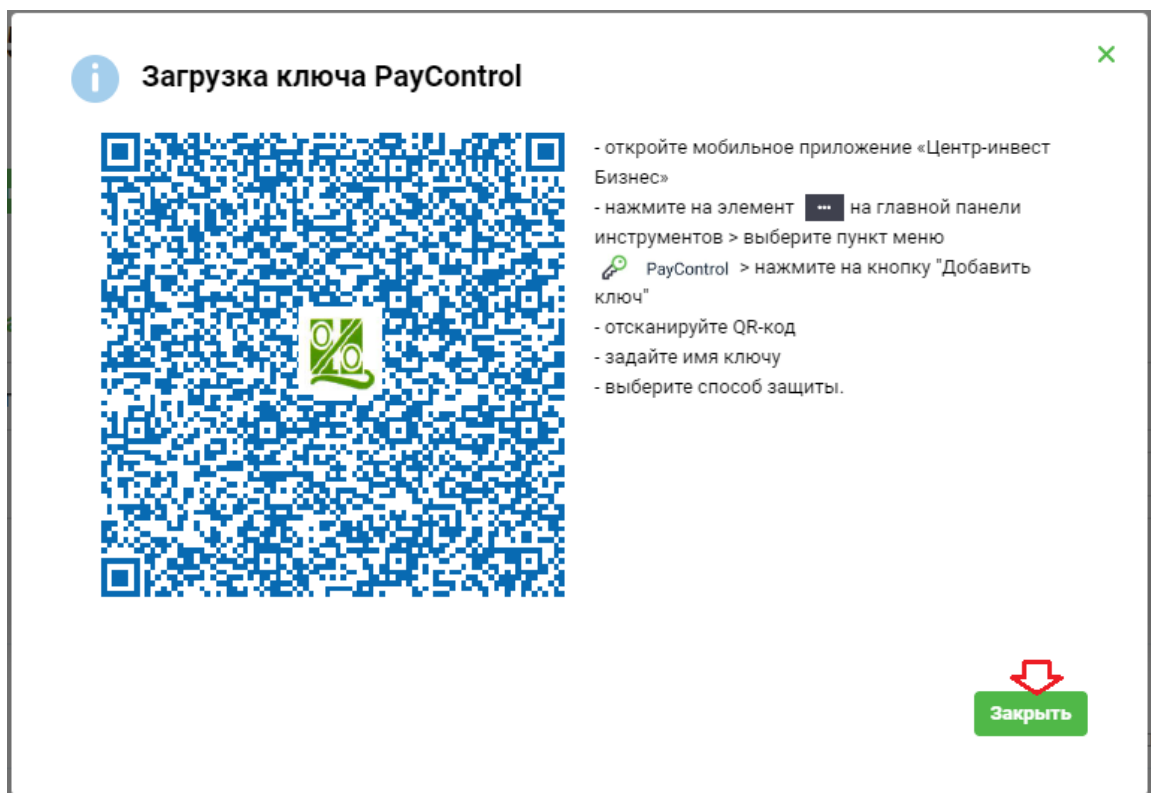 Загрузка ключа PayControl
- откройте мобильное приложение «Центр-инвест
Бизнес»
- нажмите на элемент ••• на главной панели
инструментов > выберите пункт меню
PayControl > нажмите на кнопку "Добавить
ключ"
- отсканируйте QR-код
- задайте имя ключу
- выберите способ защиты.
Закрыть